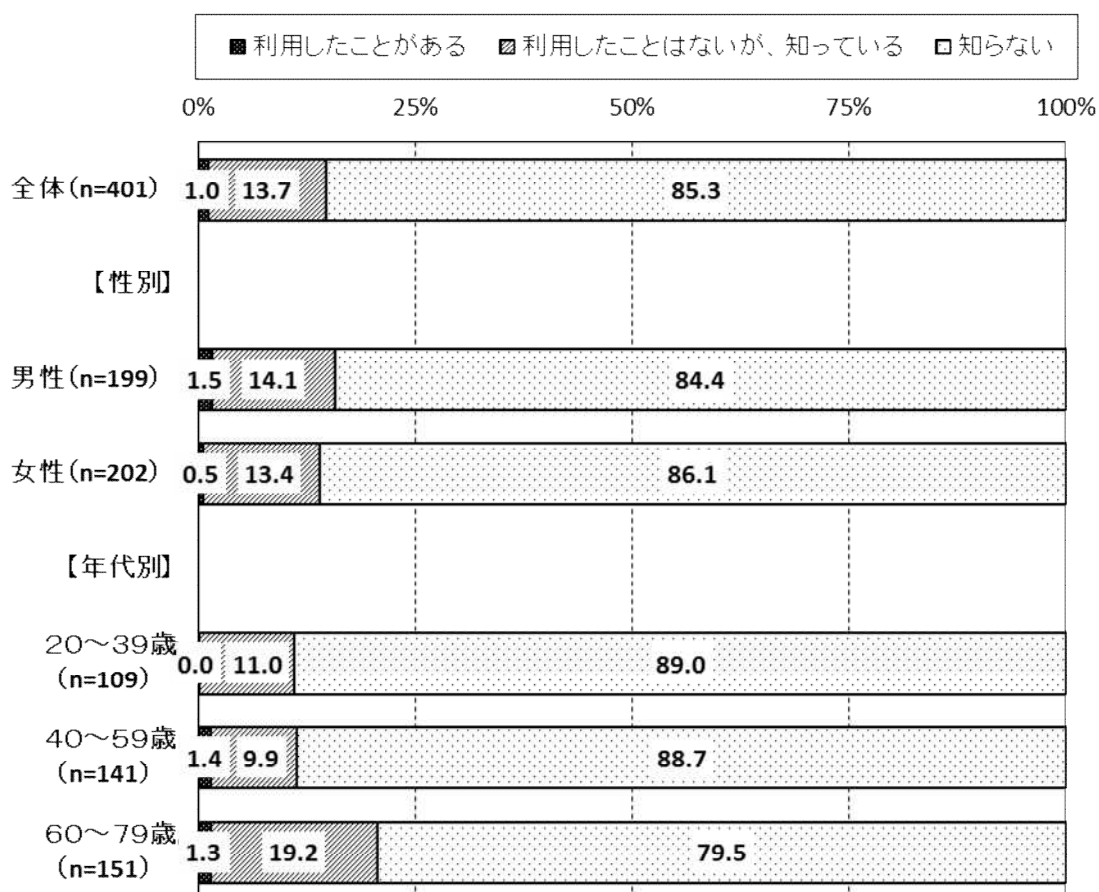 利用したことがある 利用したことはないが、知っている 知らない
0% 25% 50% 75% 100%
全体(n=401) 1.0 13.7 85.3
【性別】
男性(n=199) 1.5 14.1 84.4
女性(n=202) 0.5 13.4 86.1
【年代別】
20～39歳
(n=109) 0.0 11.0 89.0
40～59歳
(n=141) 1.4 9.9 88.7
60～79歳
(n=151) 1.3 19.2 79.5